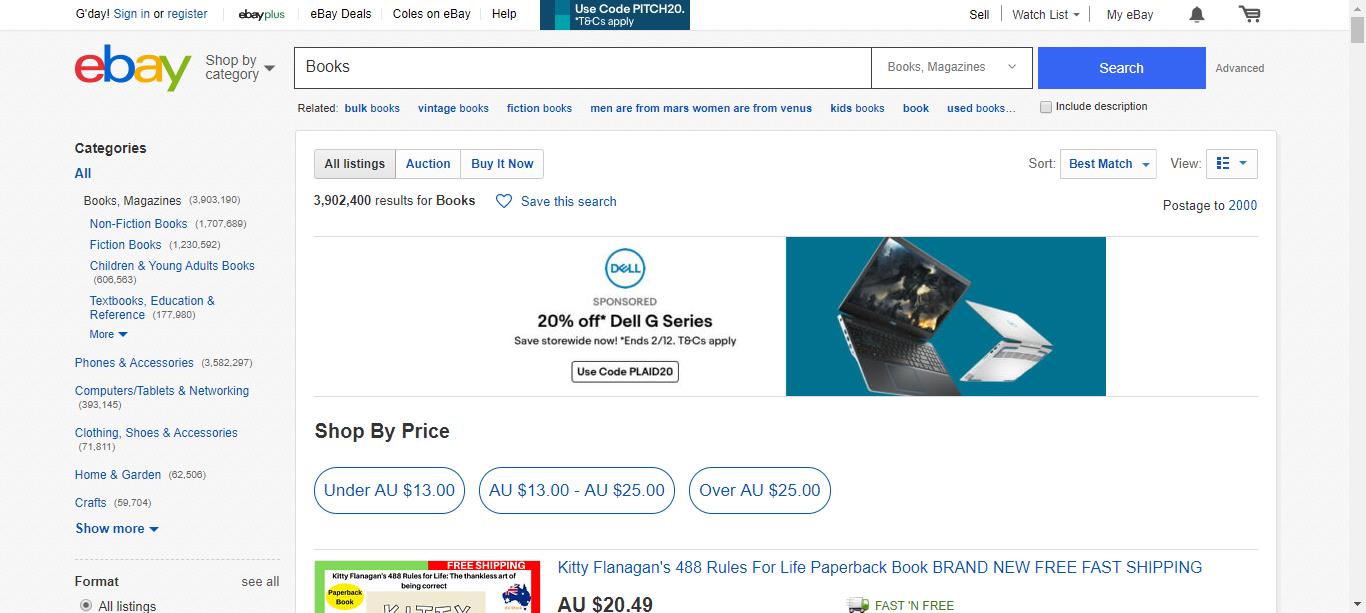 G'day! Sign in or register
ebayplus
eBay Deals
Coles on eBay
Help
Use Code PITCH20.
*T&Cs apply
Sell
Watch List
My eBay
ebay
Shop by
category
Books
Books, Magazines
Search
Advanced
Related: bulk books vintage books fiction books men are from mars women are from venus kids books book used books...
Include description
Categories
All
Books, Magazines (3,903,190)
Non-Fiction Books (1,707,689)
Fiction Books (1,230,592)
Children & Young Adults Books
(606,563)
Textbooks, Education &
Reference (177,980)
More
Phones & Accessories (3,582,297)
Computers/Tablets & Networking
(393,145)
Clothing, Shoes & Accessories
(71,811)
Home & Garden (62,506)
Crafts (59,704)
Show more
Format
see all
All listings
All listings
Auction
Buy It Now
Sort: Best Match
View:
3,902,400 results for Books
Save this search
Postage to 2000
DELL
SPONSORED
20% off* Dell G Series
Save storewide now! *Ends 2/12. T&Cs apply
Use Code PLAID20
Shop By Price
Under AU $13.00
AU $13.00 - AU $25.00
Over AU $25.00
FREE SHIPPING
Kitty Flanagan's 488 Rules for Life: The thankless art of
being correct
Paperback
Book
KITTY
Kitty Flanagan's 488 Rules For Life Paperback Book BRAND NEW FREE FAST SHIPPING
AU $20.49
FAST 'N FREE